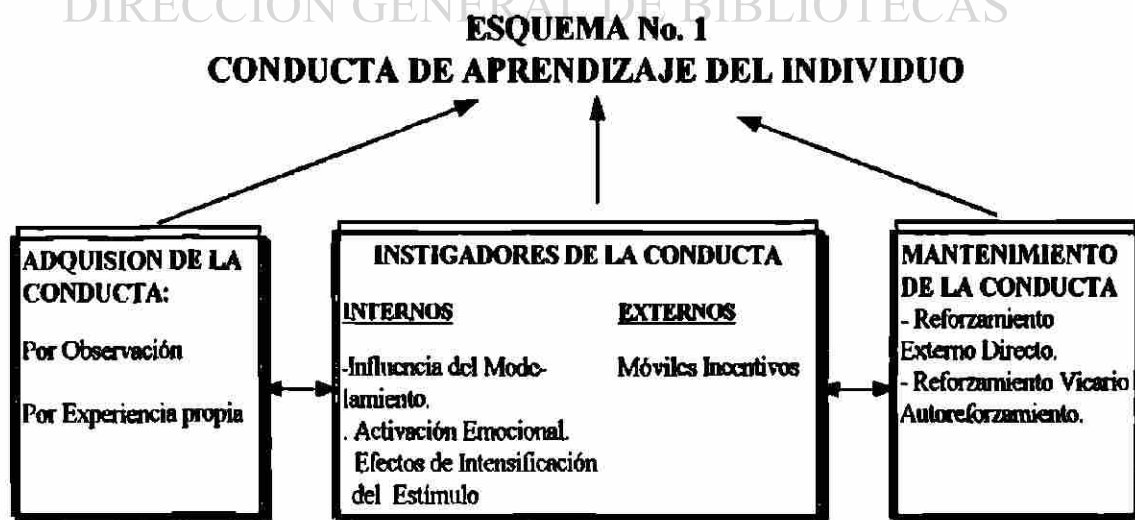 DIRECCIÓN GENERAL DE BIBLIOTECAS
ESQUEMA No. 1
CONDUCTA DE APRENDIZAJE DEL INDIVIDUO
ADQUISION DE LA
CONDUCTA:
Por Observación
Por Experiencia propia
INSTIGADORES DE LA CONDUCTA
INTERNOS
-Influencia del Mode-
lamiento.
. Activación Emocional.
Efectos de Intensificación
del Estímulo
EXTERNOS
Móviles Incentivos
MANTENIMIENTO
DE LA CONDUCTA
- Reforzamiento
Externo Directo.
- Reforzamiento Vicario
Autoreforzamiento.